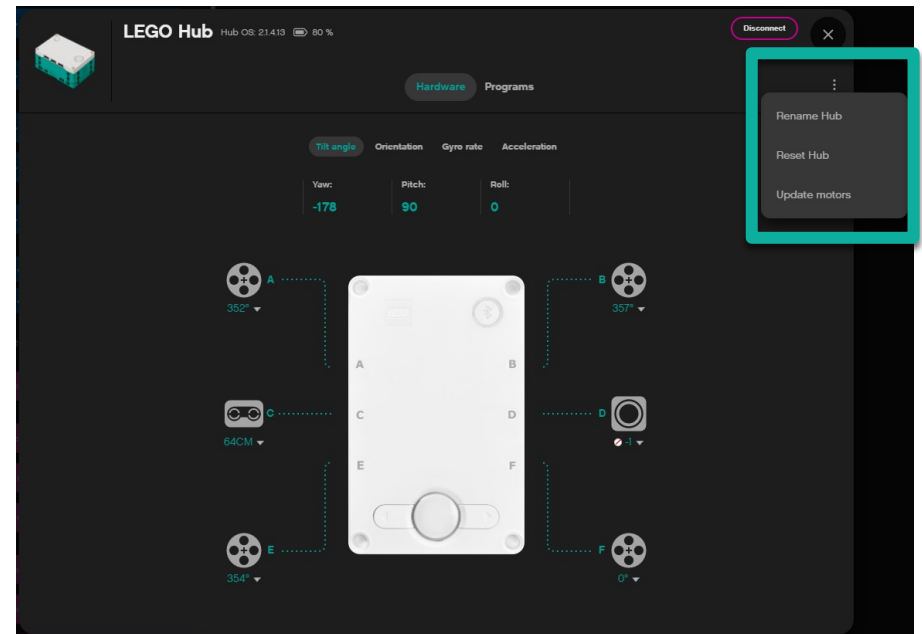 LEGO Hub Hub OS: 2.1.4.13 80 %
Disconnect
Hardware Programs
Rename Hub
Reset Hub
Update motors
Tilt angle Orientation Gyro rate Acceleration
Yaw: Pitch: Roll:
-178 90 0
A B
352° 357°
A B
C C D D
64CM -1
E F
E F
354° 0°